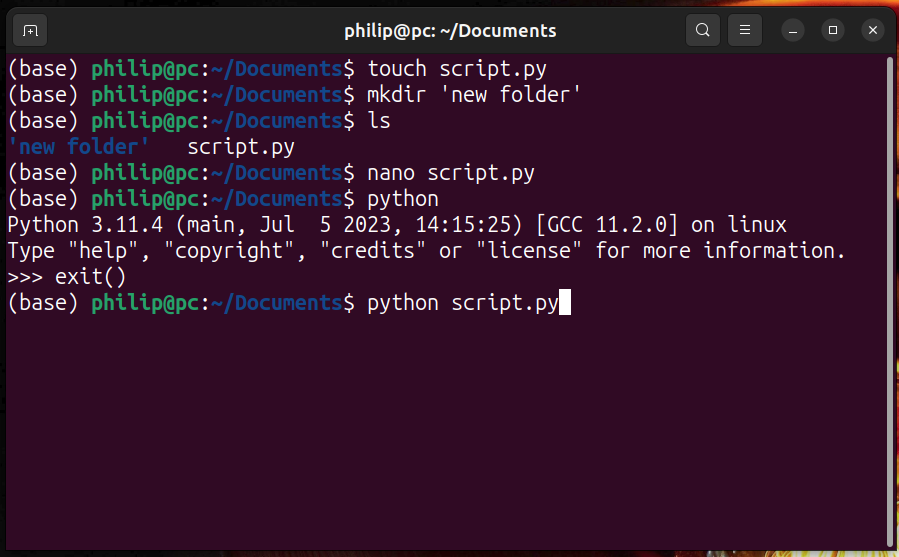 philip@pc: ~/Documents
(base) philip@pc:~/Documents$ touch script.py
(base) philip@pc:~/Documents$ mkdir 'new folder'
(base) philip@pc:~/Documents$ ls
'new folder'   script.py
(base) philip@pc:~/Documents$ nano script.py
(base) philip@pc:~/Documents$ python
Python 3.11.4 (main, Jul  5 2023, 14:15:25) [GCC 11.2.0] on linux
Type "help", "copyright", "credits" or "license" for more information.
>>> exit()
(base) philip@pc:~/Documents$ python script.py